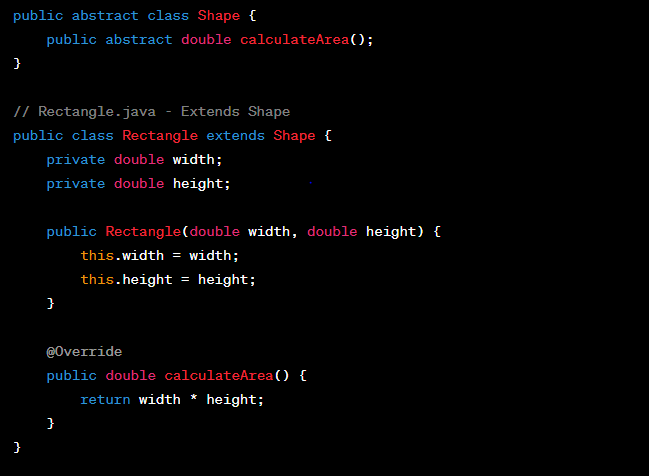 public abstract class Shape {
    public abstract double calculateArea();
}

// Rectangle.java - Extends Shape
public class Rectangle extends Shape {
    private double width;
    private double height;

    public Rectangle(double width, double height) {
        this.width = width;
        this.height = height;
    }

    @Override
    public double calculateArea() {
        return width * height;
    }
}